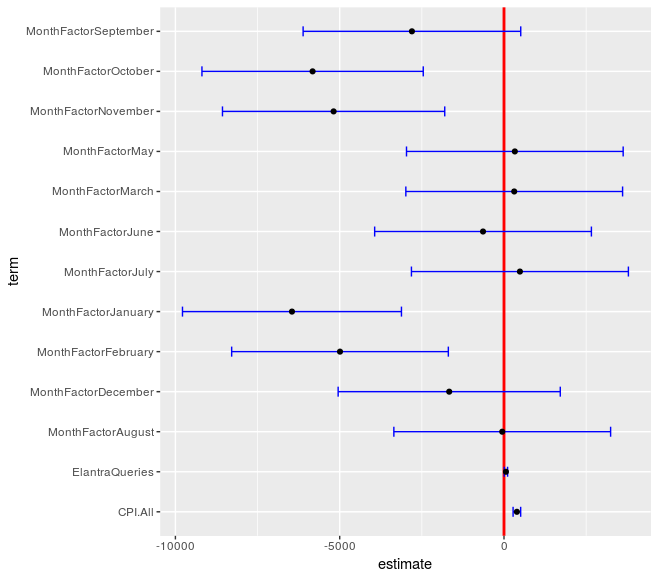 MonthFactorSeptember
MonthFactorOctober
MonthFactorNovember
MonthFactorMay
MonthFactorMarch
MonthFactorJune
term
MonthFactorJuly
MonthFactorJanuary
MonthFactorFebruary
MonthFactorDecember
MonthFactorAugust
ElantraQueries
CPI.All
-10000 -5000 0
estimate